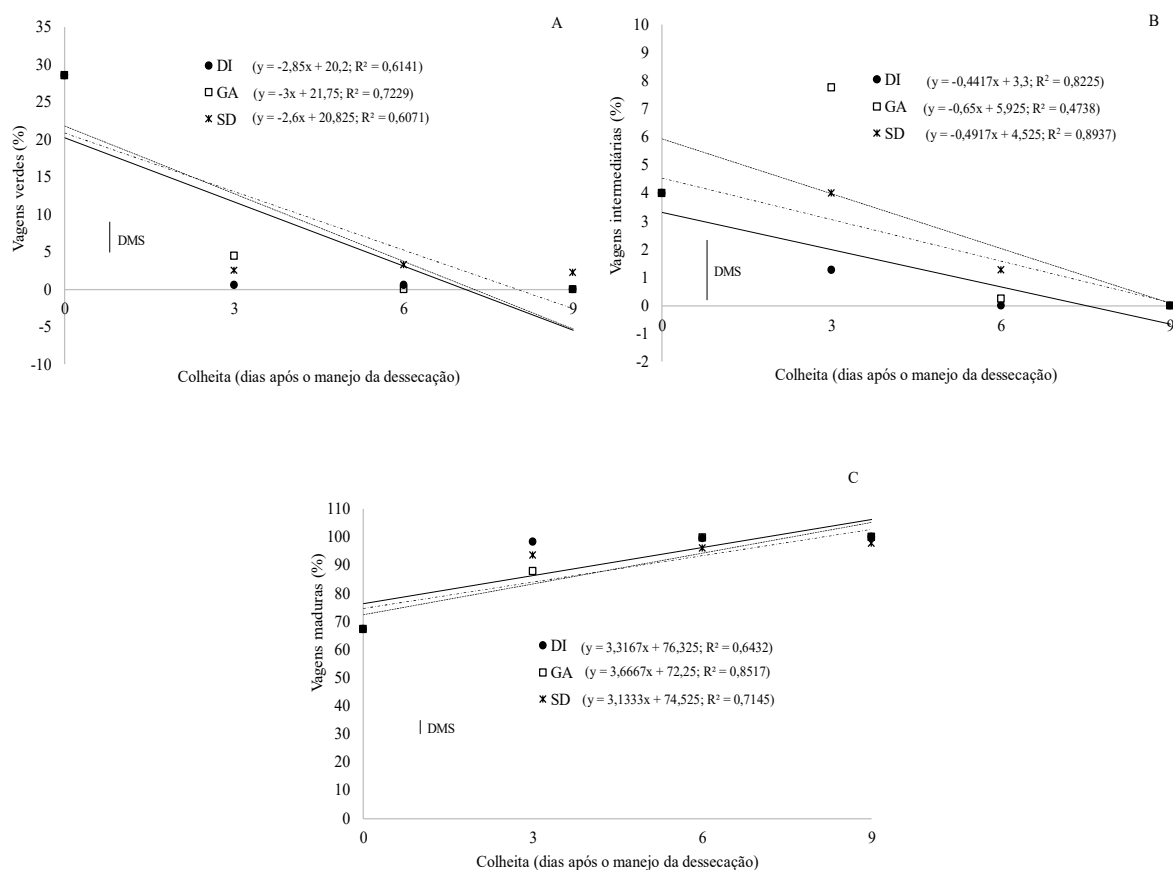 A
35
30
25
20
15
10
5
0
-5
-10
Vagens verdes (%)
DI (y = -2,85x + 20,2; R² = 0,6141)
GA (y = -3x + 21,75; R² = 0,7229)
SD (y = -2,6x + 20,825; R² = 0,6071)
DMS
0 3 6 9
Colheita (dias após o manejo da dessecação)
B
10
9
8
7
6
5
4
3
2
1
0
-1
-2
Vagens intermediárias (%)
DI (y = -0,4417x + 3,3; R² = 0,8225)
GA (y = -0,65x + 5,925; R² = 0,4738)
SD (y = -0,4917x + 4,525; R² = 0,8937)
DMS
0 3 6 9
Colheita (dias após o manejo da dessecação)
C
110
100
90
80
70
60
50
40
30
20
10
0
Vagens maduras (%)
DI (y = 3,3167x + 76,325; R² = 0,6432)
GA (y = 3,6667x + 72,25; R² = 0,8517)
SD (y = 3,1333x + 74,525; R² = 0,7145)
DMS
0 3 6 9
Colheita (dias após o manejo da dessecação)